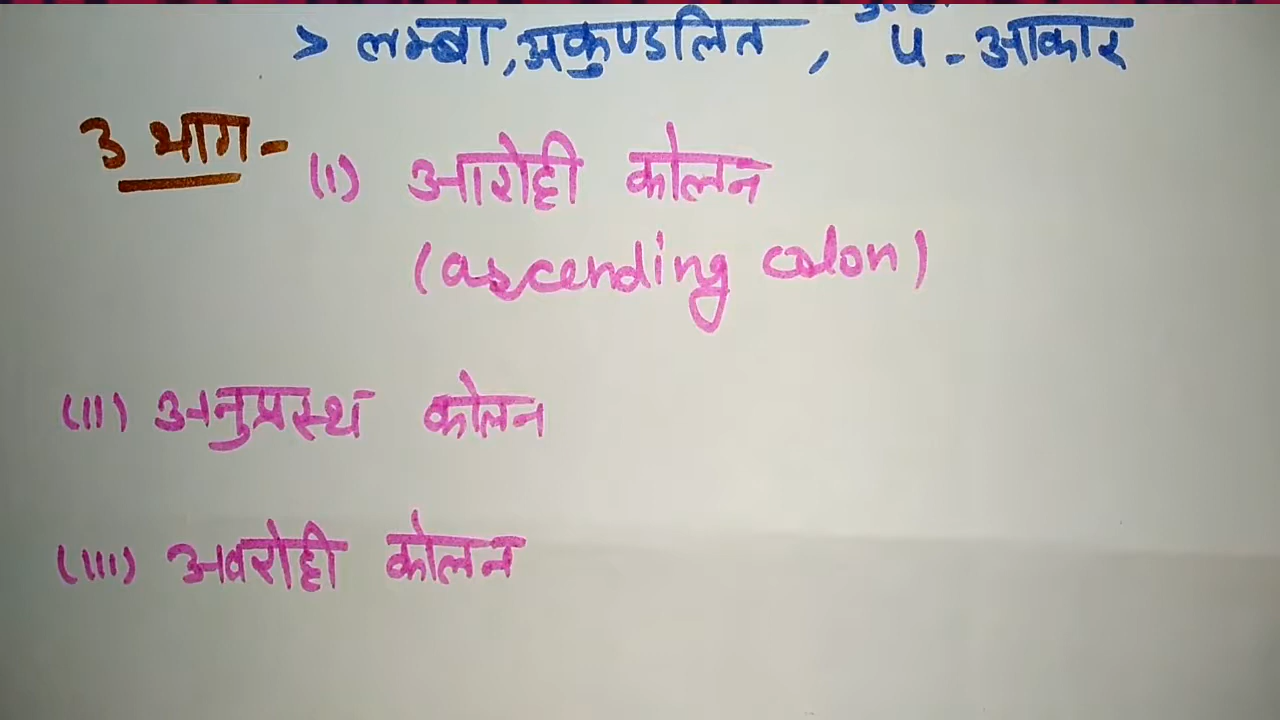 > लम्बा, अकुण्डलित, U - आकार
3 भाग -
(i) आरोही कोलन
(ascending colon)
(ii) अनुप्रस्थ कोलन
(iii) अवरोही कोलन